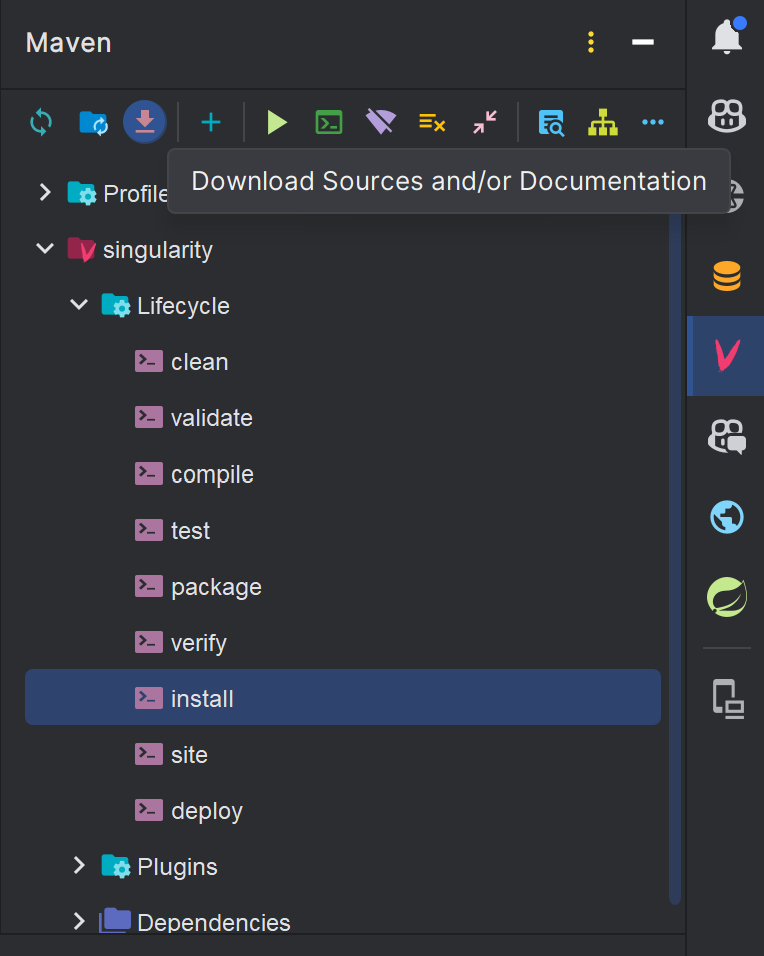 Maven
Download Sources and/or Documentation
Profile
singularity
Lifecycle
clean
validate
compile
test
package
verify
install
site
deploy
Plugins
Dependencies